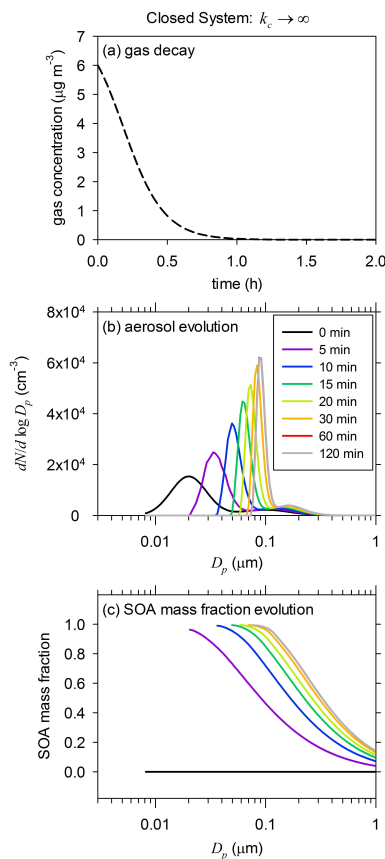 Closed System: k_c → ∞
(a) gas decay
gas concentration (μg m⁻³)
7
6
5
4
3
2
1
0
0.0 0.5 1.0 1.5 2.0
time (h)
(b) aerosol evolution
dN/d log D_p (cm⁻³)
8x10⁴
6x10⁴
4x10⁴
2x10⁴
0
0 min
5 min
10 min
15 min
20 min
30 min
60 min
120 min
0.01 0.1 1
D_p (μm)
(c) SOA mass fraction evolution
SOA mass fraction
1.0
0.8
0.6
0.4
0.2
0.0
0.01 0.1 1
D_p (μm)